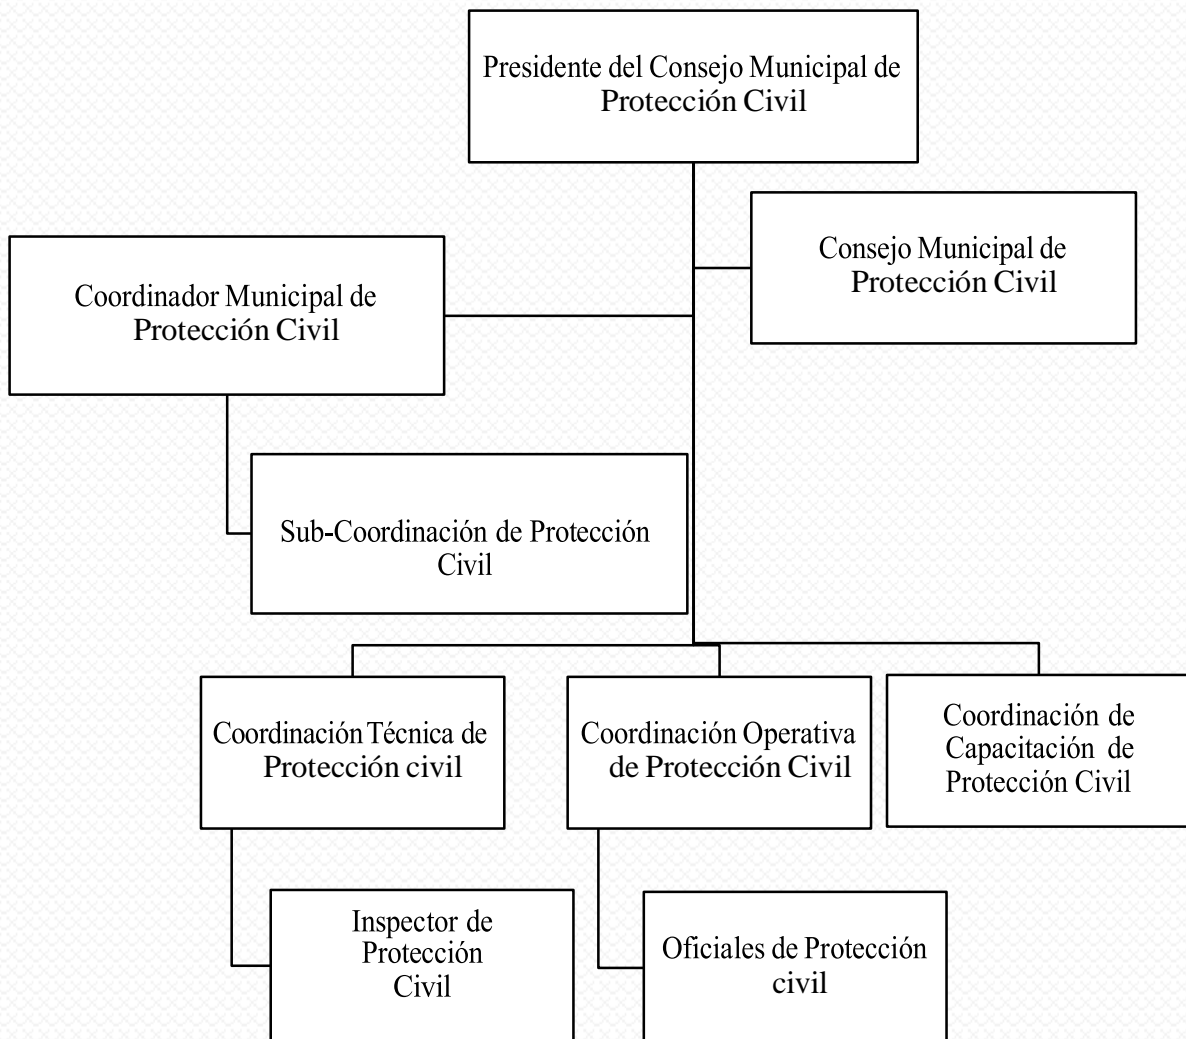 Presidente del Consejo Municipal de
Protección Civil
Consejo Municipal de
Protección Civil
Coordinador Municipal de
Protección Civil
Sub-Coordinación de Protección
Civil
Coordinación Técnica de
Protección civil
Coordinación Operativa
de Protección Civil
Coordinación de
Capacitación de
Protección Civil
Inspector de
Protección
Civil
Oficiales de Protección
civil